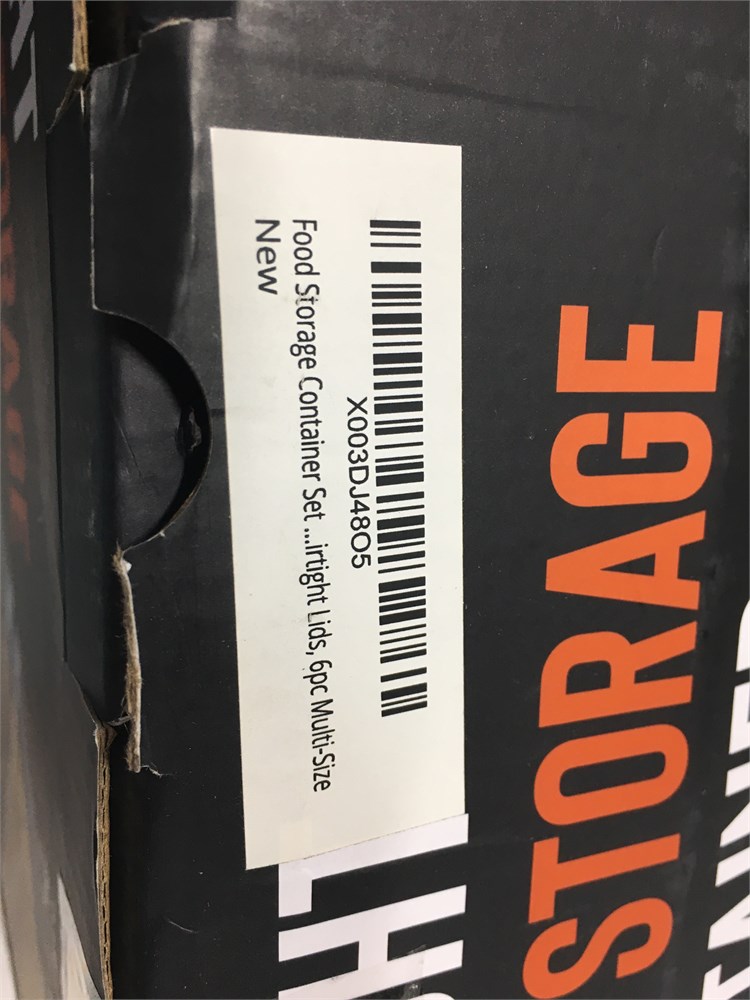 X003DJ48O5
Food Storage Container Set ...irtight Lids, 6pc Multi-Size
New
STORAGE